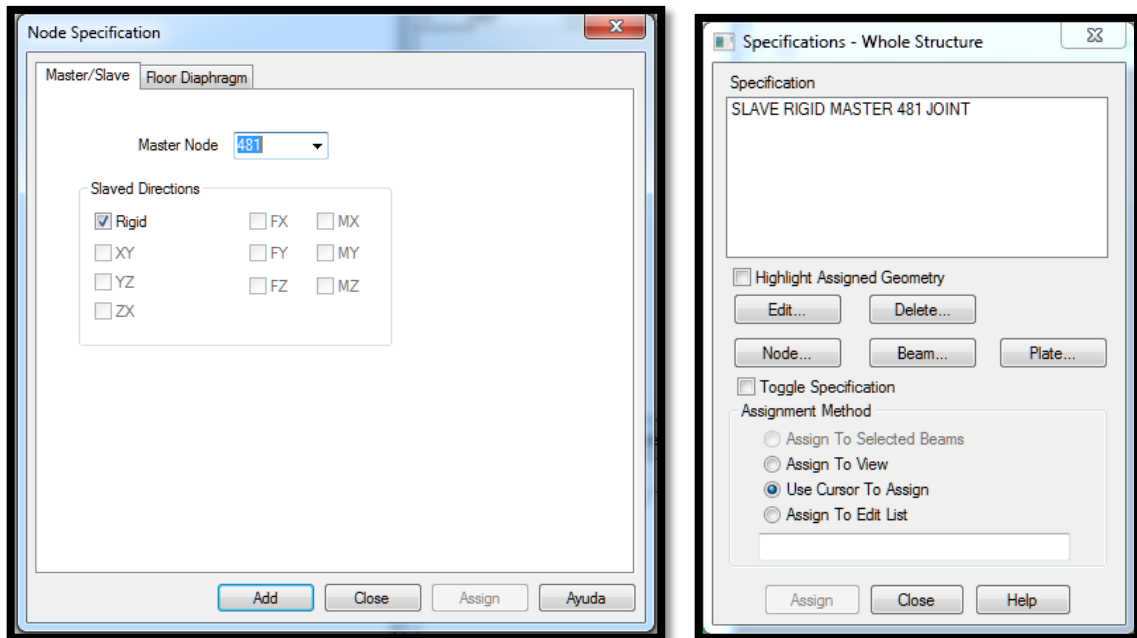 Node Specification
Master/Slave
Floor Diaphragm
Master Node 481
Slaved Directions
Rigid FX MX
XY FY MY
YZ FZ MZ
ZX
Add Close Assign Ayuda
Specifications - Whole Structure
Specification
SLAVE RIGID MASTER 481 JOINT
Highlight Assigned Geometry
Edit... Delete...
Node... Beam... Plate...
Toggle Specification
Assignment Method
Assign To Selected Beams
Assign To View
Use Cursor To Assign
Assign To Edit List
Assign Close Help